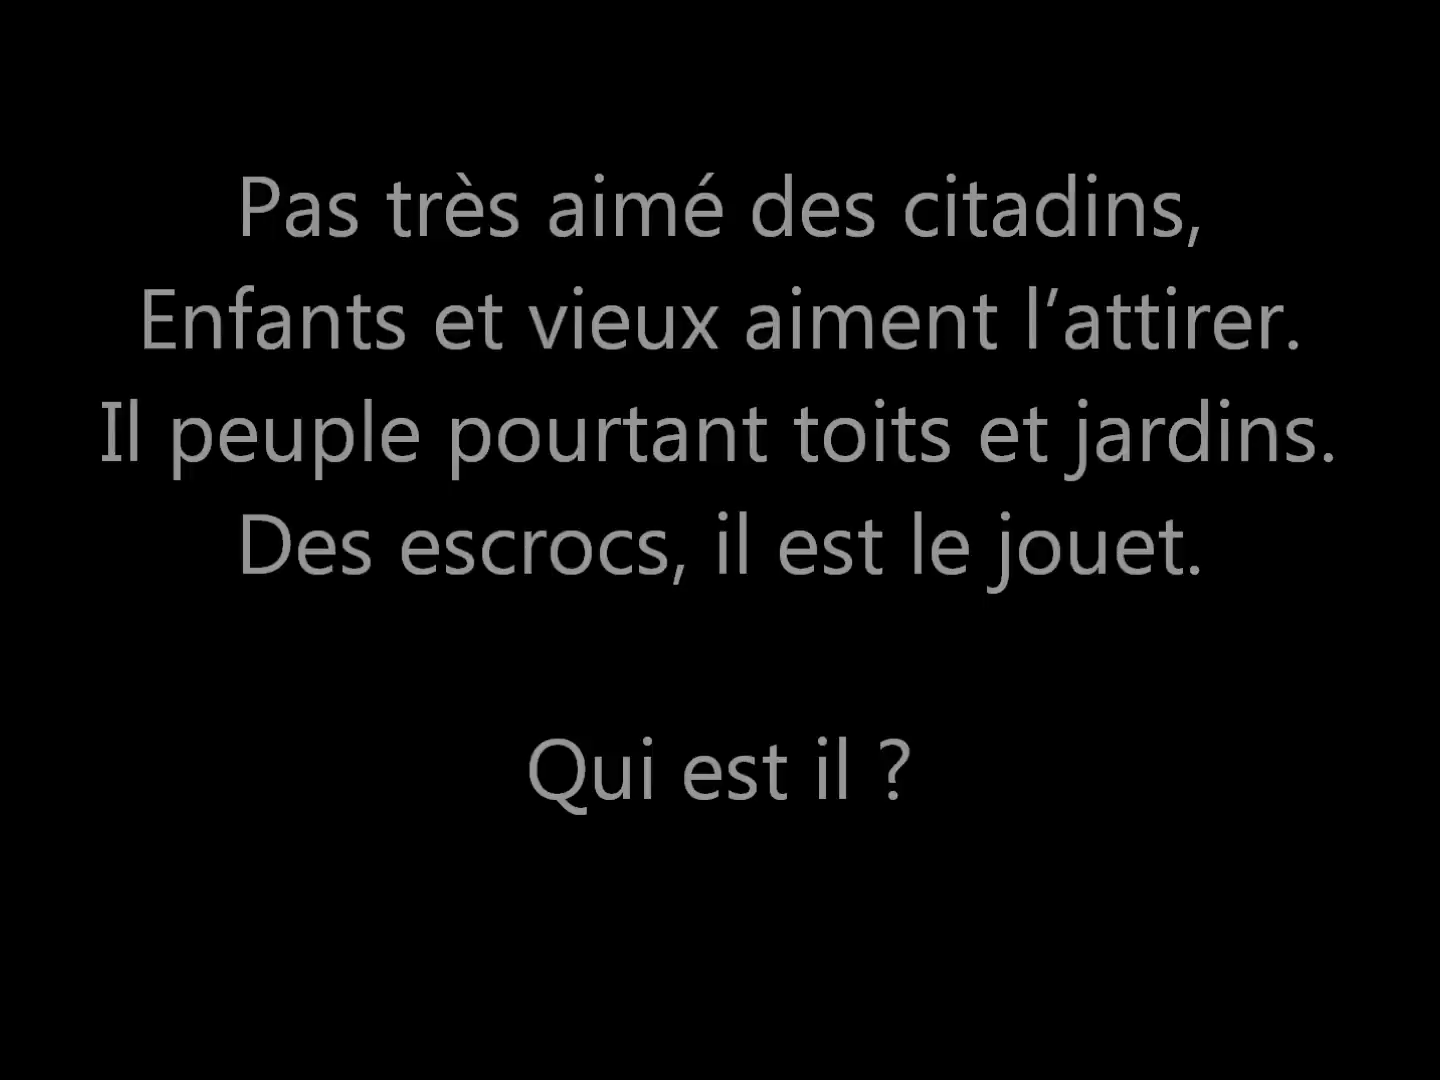 Pas très aimé des citadins,
Enfants et vieux aiment l’attirer.
Il peuple pourtant toits et jardins.
Des escrocs, il est le jouet.
Qui est il ?